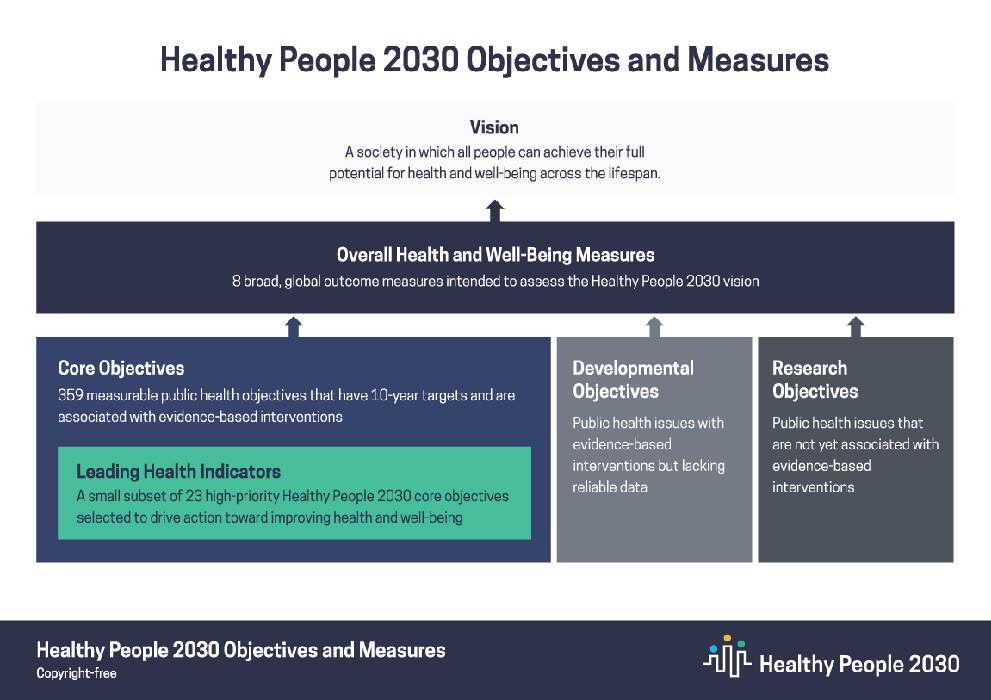 Healthy People 2030 Objectives and Measures
Vision
A society in which all people can achieve their full
potential for health and well-being across the lifespan.
Overall Health and Well-Being Measures
8 broad, global outcome measures intended to assess the Healthy People 2030 vision
Core Objectives
359 measurable public health objectives that have 10-year targets and are
associated with evidence-based interventions
Leading Health Indicators
A small subset of 23 high-priority Healthy People 2030 core objectives
selected to drive action toward improving health and well-being
Developmental
Objectives
Public health issues with
evidence-based
interventions but lacking
reliable data
Research
Objectives
Public health issues that
are not yet associated with
evidence-based
interventions
Healthy People 2030 Objectives and Measures
Copyright-free
Healthy People 2030